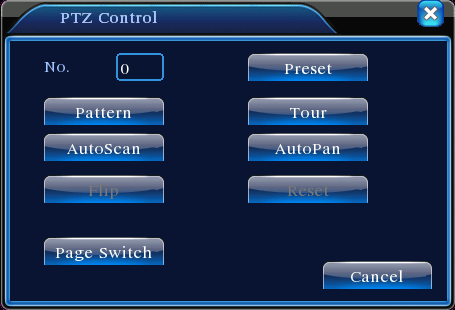 PTZ Control
No. 0 Preset
Pattern Tour
AutoScan AutoPan
Flip Reset
Page Switch
Cancel